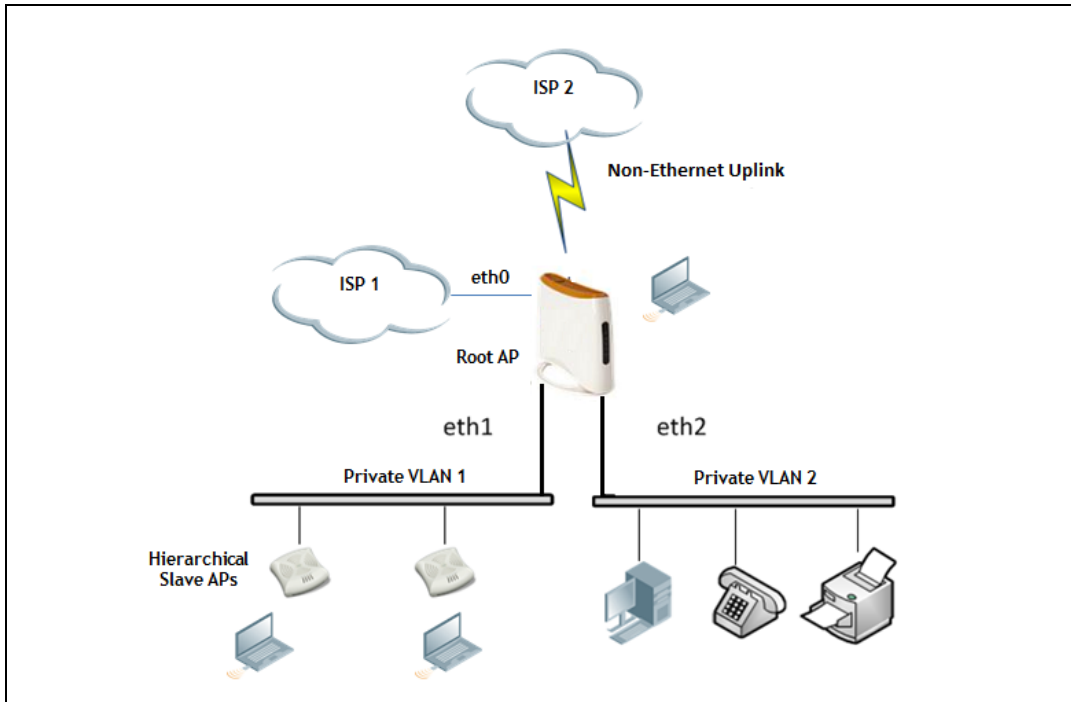 ISP 2
Non-Ethernet Uplink
ISP 1
eth0
Root AP
eth1
eth2
Private VLAN 1
Private VLAN 2
Hierarchical
Slave APs